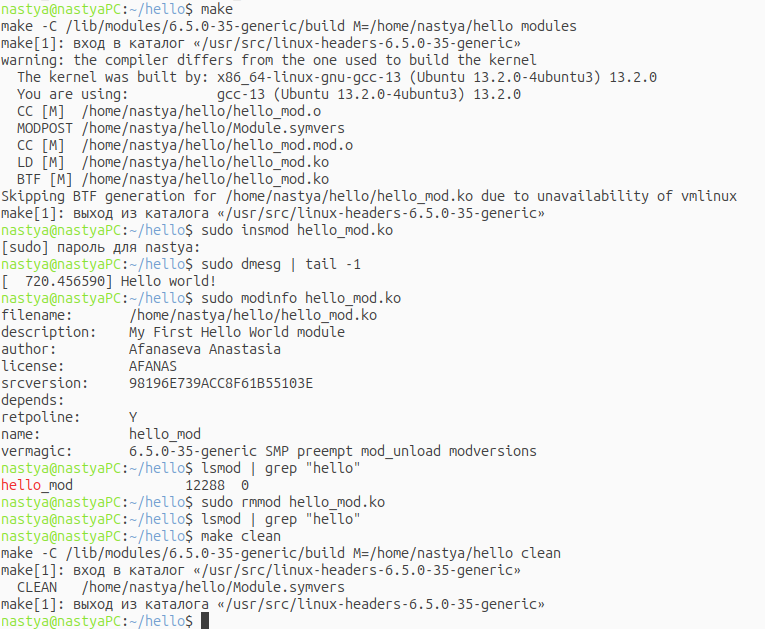 nastya@nastyaPC:~/hello$ make
make -C /lib/modules/6.5.0-35-generic/build M=/home/nastya/hello modules
make[1]: вход в каталог «/usr/src/linux-headers-6.5.0-35-generic»
warning: the compiler differs from the one used to build the kernel
  The kernel was built by: x86_64-linux-gnu-gcc-13 (Ubuntu 13.2.0-4ubuntu3) 13.2.0
  You are using:           gcc-13 (Ubuntu 13.2.0-4ubuntu3) 13.2.0
  CC [M]  /home/nastya/hello/hello_mod.o
  MODPOST /home/nastya/hello/Module.symvers
  CC [M]  /home/nastya/hello/hello_mod.mod.o
  LD [M]  /home/nastya/hello/hello_mod.ko
  BTF [M] /home/nastya/hello/hello_mod.ko
Skipping BTF generation for /home/nastya/hello/hello_mod.ko due to unavailability of vmlinux
make[1]: выход из каталога «/usr/src/linux-headers-6.5.0-35-generic»
nastya@nastyaPC:~/hello$ sudo insmod hello_mod.ko
[sudo] пароль для nastya:
nastya@nastyaPC:~/hello$ sudo dmesg | tail -1
[  720.456590] Hello world!
nastya@nastyaPC:~/hello$ sudo modinfo hello_mod.ko
filename:       /home/nastya/hello/hello_mod.ko
description:    My First Hello World module
author:         Afanaseva Anastasia
license:        AFANAS
srcversion:     98196E739ACC8F61B55103E
depends:
retpoline:      Y
name:           hello_mod
vermagic:       6.5.0-35-generic SMP preempt mod_unload modversions
nastya@nastyaPC:~/hello$ lsmod | grep "hello"
hello_mod              12288  0
nastya@nastyaPC:~/hello$ sudo rmmod hello_mod.ko
nastya@nastyaPC:~/hello$ lsmod | grep "hello"
nastya@nastyaPC:~/hello$ make clean
make -C /lib/modules/6.5.0-35-generic/build M=/home/nastya/hello clean
make[1]: вход в каталог «/usr/src/linux-headers-6.5.0-35-generic»
  CLEAN   /home/nastya/hello/Module.symvers
make[1]: выход из каталога «/usr/src/linux-headers-6.5.0-35-generic»
nastya@nastyaPC:~/hello$